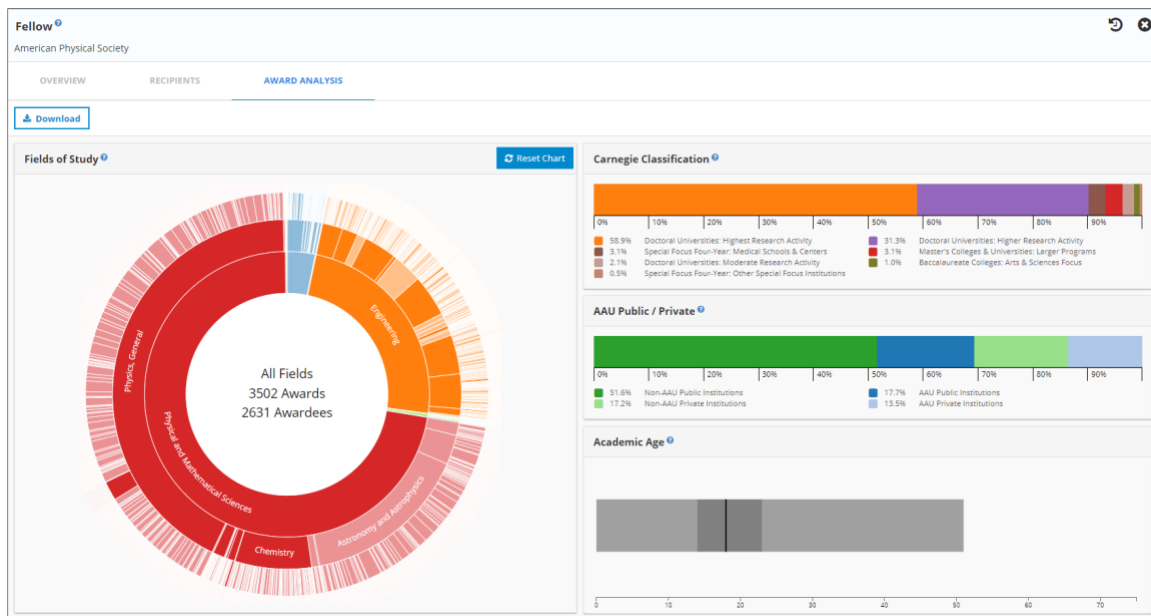 Fellow
American Physical Society
OVERVIEW RECIPIENTS AWARD ANALYSIS
Download
Fields of Study Reset Chart
Physics, General
Physical and Mathematical Sciences
Engineering
Astronomy and Astrophysics
Chemistry
All Fields
3502 Awards
2631 Awardees
Carnegie Classification
0% 10% 20% 30% 40% 50% 60% 70% 80% 90%
58.9% Doctoral Universities: Highest Research Activity 31.3% Doctoral Universities: Higher Research Activity
3.1% Special Focus Four-Year: Medical Schools & Centers 3.1% Master's Colleges & Universities: Larger Programs
2.1% Doctoral Universities: Moderate Research Activity 1.0% Baccalaureate Colleges: Arts & Sciences Focus
0.5% Special Focus Four-Year: Other Special Focus Institutions
AAU Public / Private
0% 10% 20% 30% 40% 50% 60% 70% 80% 90%
51.6% Non-AAU Public Institutions 17.7% AAU Public Institutions
17.2% Non-AAU Private Institutions 13.5% AAU Private Institutions
Academic Age
0 10 20 30 40 50 60 70